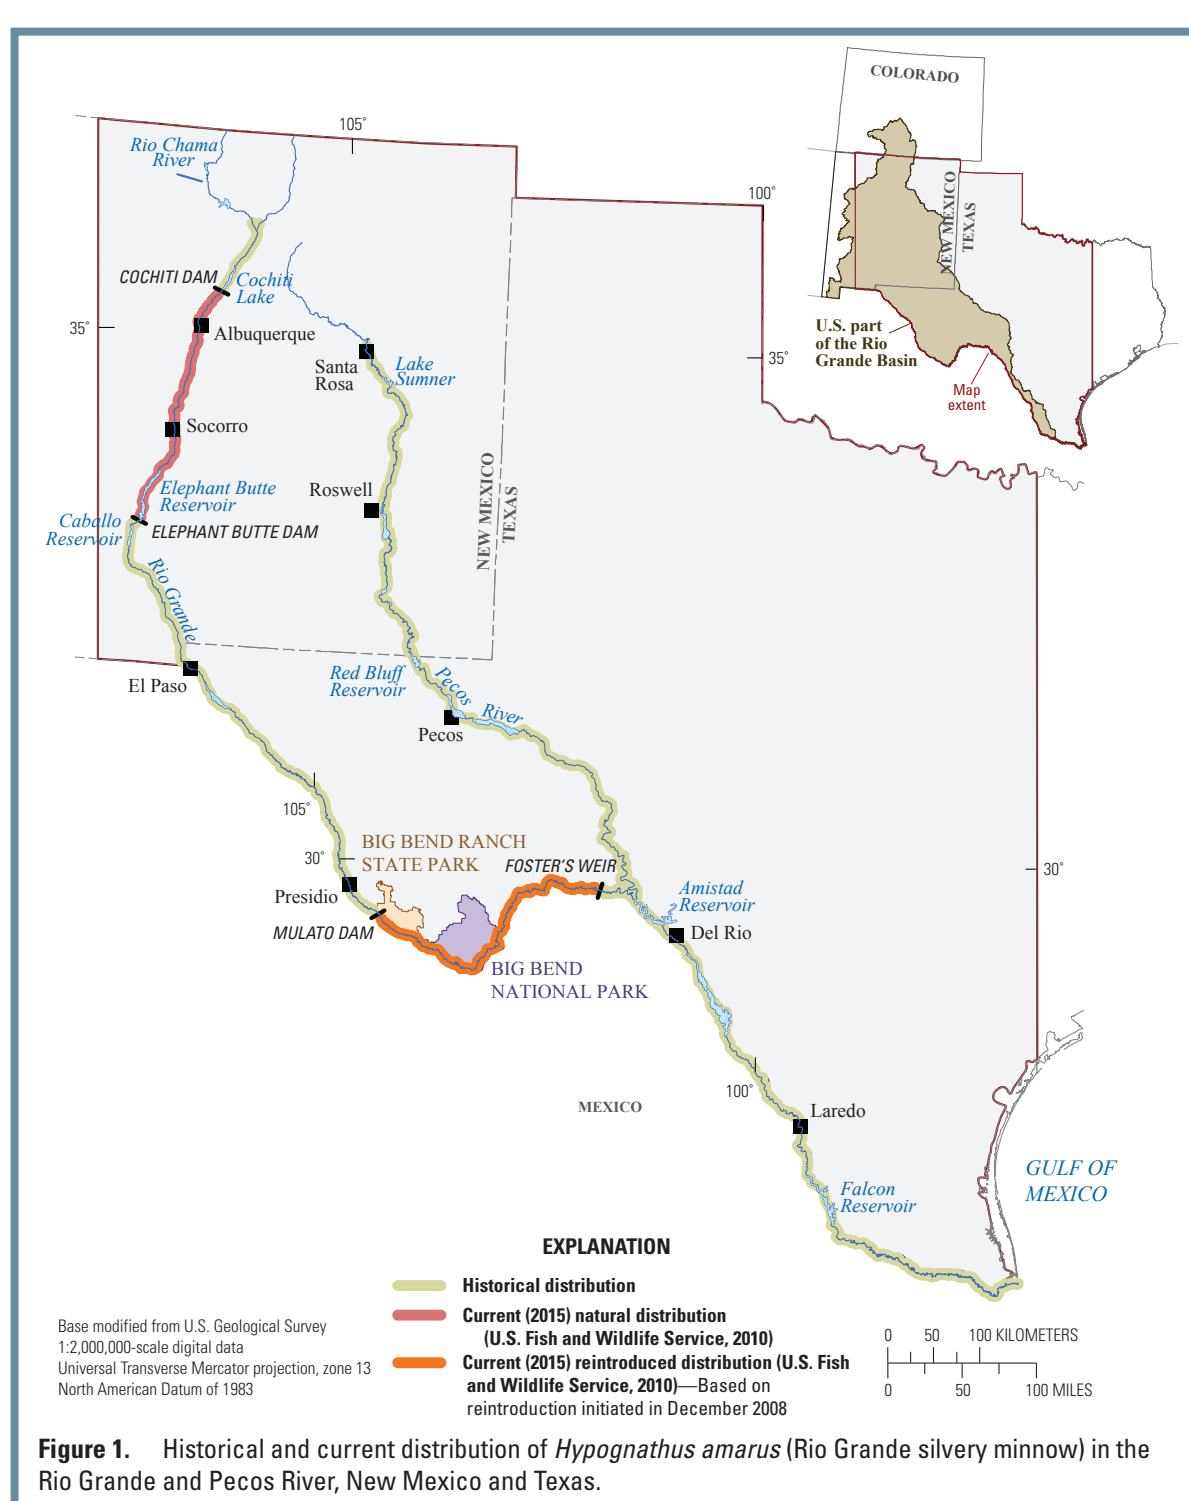 COLORADO
NEW MEXICO
TEXAS
U.S. part
of the Rio
Grande Basin
Map
extent
105°
100°
Rio Chama
River
COCHITI DAM
Cochiti
Lake
35°
Albuquerque
Santa
Rosa
Lake
Sumner
35°
Socorro
Roswell
NEW MEXICO
TEXAS
Elephant Butte
Reservoir
Caballo
Reservoir
ELEPHANT BUTTE DAM
Rio Grande
El Paso
Red Bluff
Reservoir
Pecos
River
Pecos
105°
30°
BIG BEND RANCH
STATE PARK
FOSTER'S WEIR
30°
Presidio
Amistad
Reservoir
MULATO DAM
Del Rio
BIG BEND
NATIONAL PARK
100°
MEXICO
Laredo
GULF OF
MEXICO
Falcon
Reservoir
EXPLANATION
Historical distribution
Current (2015) natural distribution
(U.S. Fish and Wildlife Service, 2010)
Current (2015) reintroduced distribution (U.S. Fish
and Wildlife Service, 2010)—Based on
reintroduction initiated in December 2008
Base modified from U.S. Geological Survey
1:2,000,000-scale digital data
Universal Transverse Mercator projection, zone 13
North American Datum of 1983
0 50 100 KILOMETERS
0 50 100 MILES
Figure 1. Historical and current distribution of Hypognathus amarus (Rio Grande silvery minnow) in the
Rio Grande and Pecos River, New Mexico and Texas.